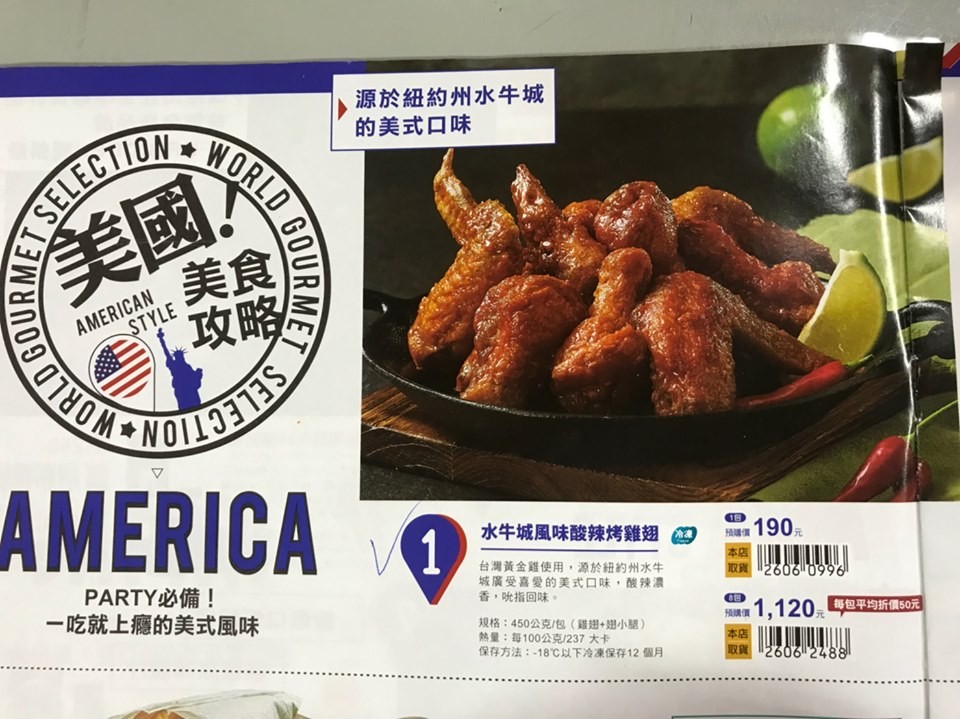 源於紐約州水牛城
的美式口味
WORLD GOURMET SELECTION ★ WORLD GOURMET SELECTION ★
美國!
美食
攻略
AMERICAN
STYLE
AMERICA
PARTY必備！
一吃就上癮的美式風味
1
水牛城風味酸辣烤雞翅 冷凍
台灣黃金雞使用，源於紐約州水牛
城廣受喜愛的美式口味，酸辣濃
香，吮指回味。
規格：450公克/包（雞翅+翅小腿）
熱量：每100公克/237 大卡
保存方法：-18℃以下冷凍保存12 個月
1包
預購價 190元
本店
取貨
2606 0996
8包
預購價 1,120元 每包平均折價50元
本店
取貨
2606 2488